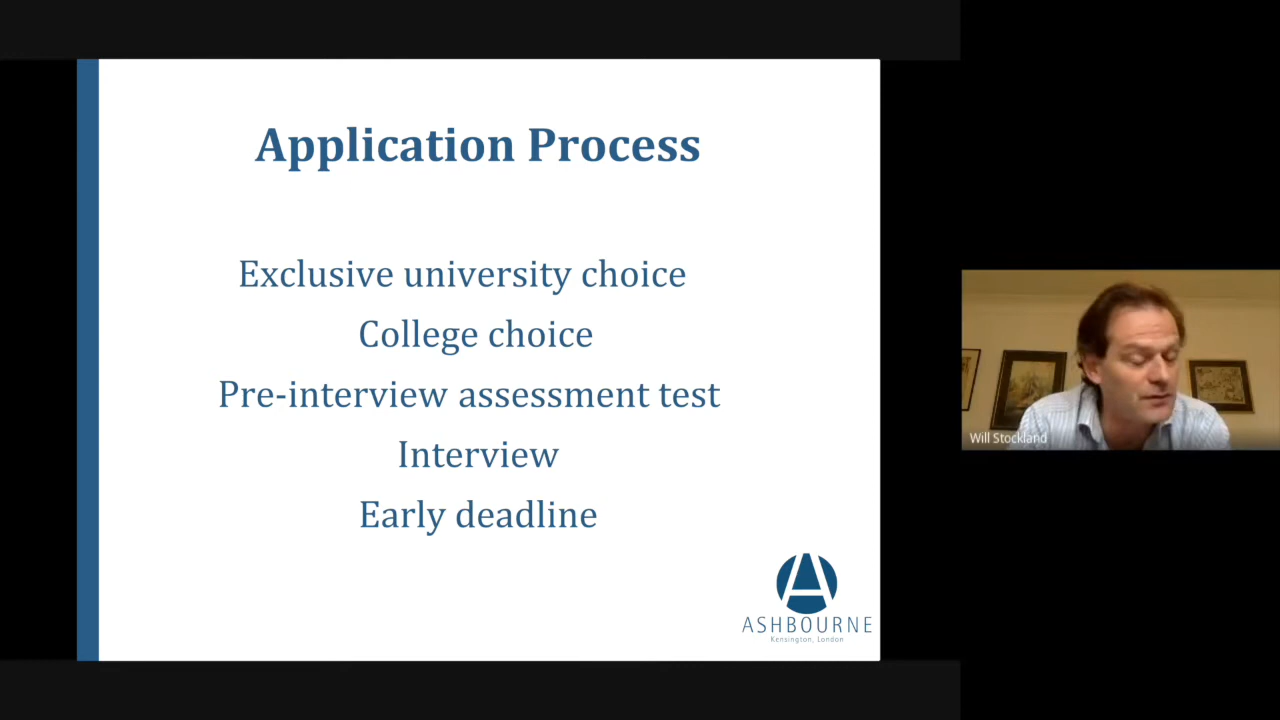 Application Process
Exclusive university choice
College choice
Pre-interview assessment test
Interview
Early deadline
ASHBOURNE
Kensington, London
Will Stockland